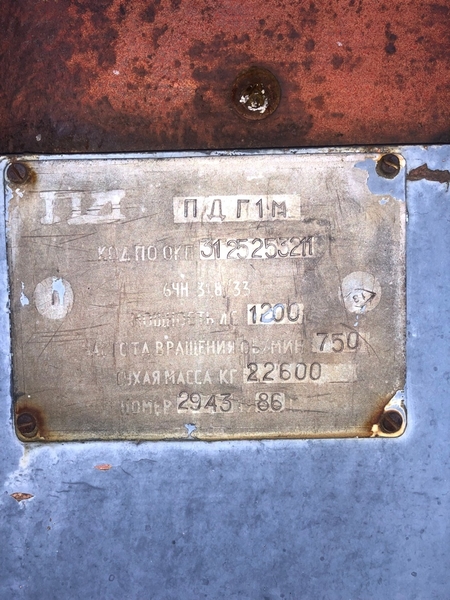 ПДГ1М
КОД ПО ОКП 3125253211
6ЧН 31.8/33
МОЩНОСТЬ ЛС 1200
ЧАСТОТА ВРАЩЕНИЯ ОБ/МИН 750
СУХАЯ МАССА КГ 22600
НОМЕР 2943 86